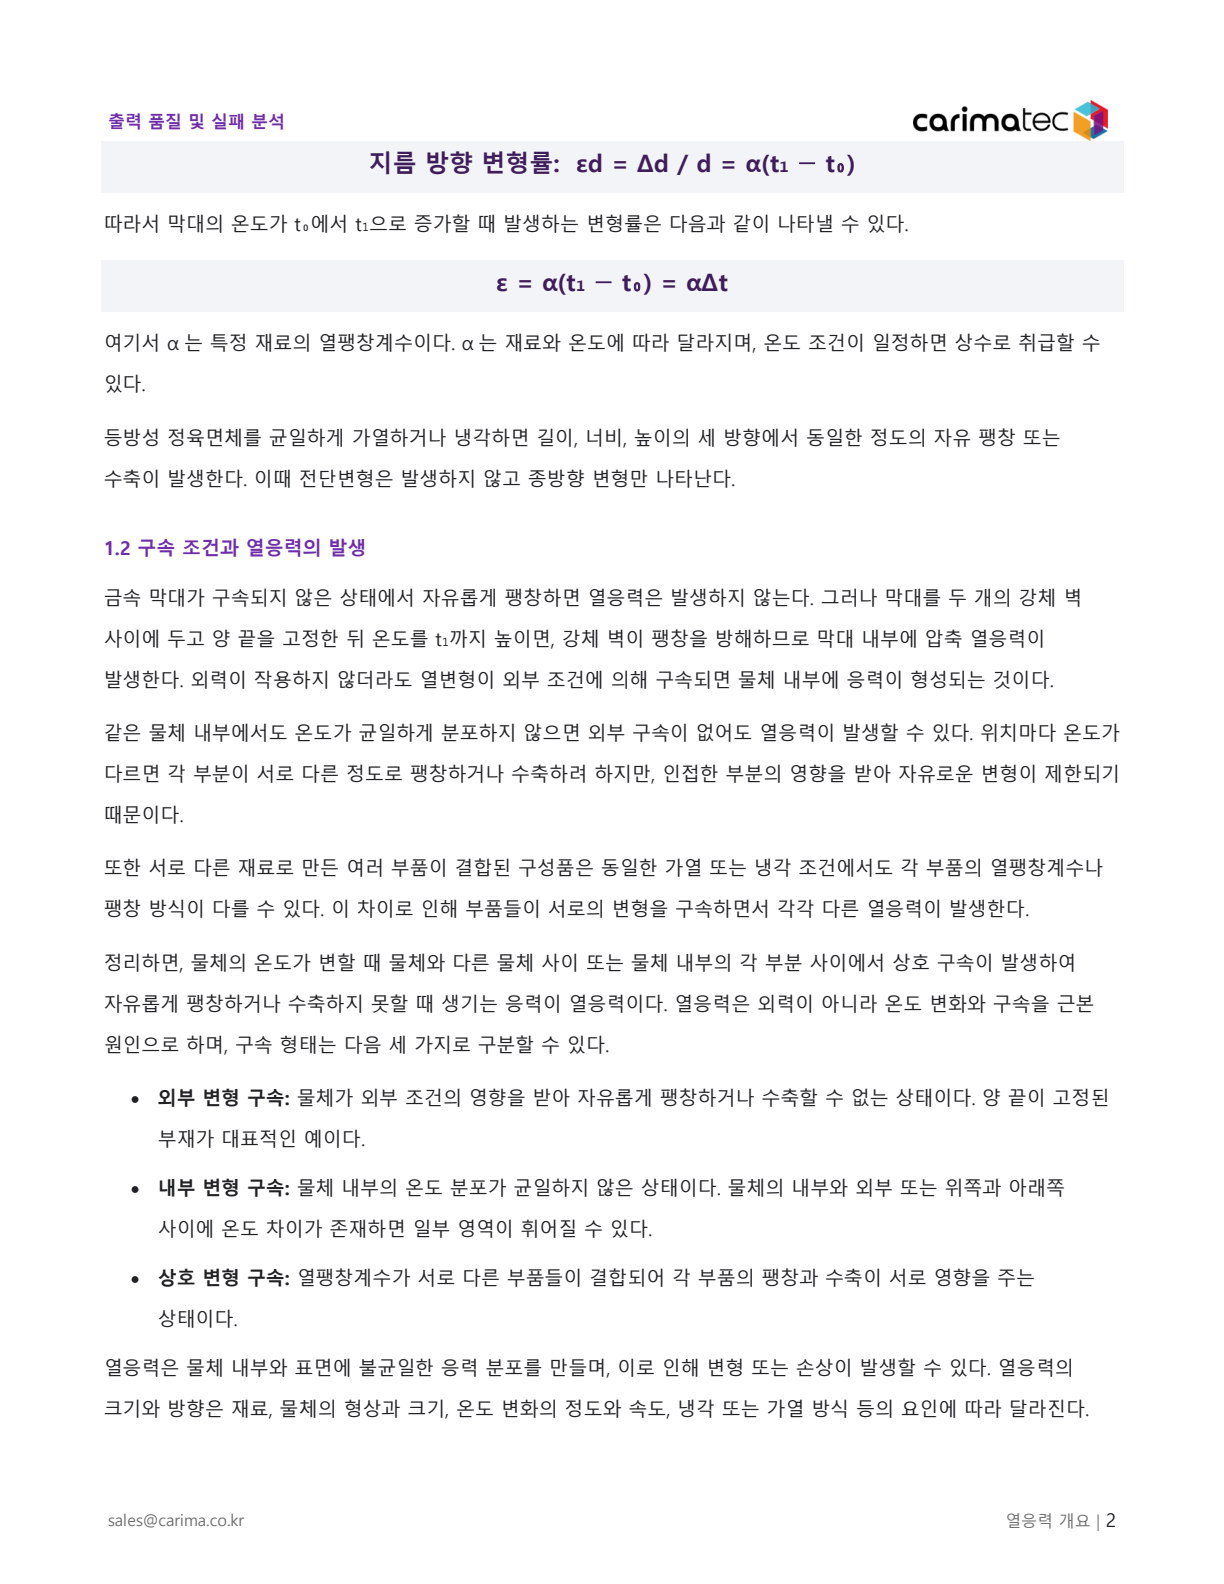 출력 품질 및 실패 분석
carimatec
지름 방향 변형률: εd = Δd / d = α(t₁ − t₀)
따라서 막대의 온도가 t₀에서 t₁으로 증가할 때 발생하는 변형률은 다음과 같이 나타낼 수 있다.
ε = α(t₁ − t₀) = αΔt
여기서 α 는 특정 재료의 열팽창계수이다. α 는 재료와 온도에 따라 달라지며, 온도 조건이 일정하면 상수로 취급할 수
있다.
등방성 정육면체를 균일하게 가열하거나 냉각하면 길이, 너비, 높이의 세 방향에서 동일한 정도의 자유 팽창 또는
수축이 발생한다. 이때 전단변형은 발생하지 않고 종방향 변형만 나타난다.
1.2 구속 조건과 열응력의 발생
금속 막대가 구속되지 않은 상태에서 자유롭게 팽창하면 열응력은 발생하지 않는다. 그러나 막대를 두 개의 강체 벽
사이에 두고 양 끝을 고정한 뒤 온도를 t₁까지 높이면, 강체 벽이 팽창을 방해하므로 막대 내부에 압축 열응력이
발생한다. 외력이 작용하지 않더라도 열변형이 외부 조건에 의해 구속되면 물체 내부에 응력이 형성되는 것이다.
같은 물체 내부에서도 온도가 균일하게 분포하지 않으면 외부 구속이 없어도 열응력이 발생할 수 있다. 위치마다 온도가
다르면 각 부분이 서로 다른 정도로 팽창하거나 수축하려 하지만, 인접한 부분의 영향을 받아 자유로운 변형이 제한되기
때문이다.
또한 서로 다른 재료로 만든 여러 부품이 결합된 구성품은 동일한 가열 또는 냉각 조건에서도 각 부품의 열팽창계수나
팽창 방식이 다를 수 있다. 이 차이로 인해 부품들이 서로의 변형을 구속하면서 각각 다른 열응력이 발생한다.
정리하면, 물체의 온도가 변할 때 물체와 다른 물체 사이 또는 물체 내부의 각 부분 사이에서 상호 구속이 발생하여
자유롭게 팽창하거나 수축하지 못할 때 생기는 응력이 열응력이다. 열응력은 외력이 아니라 온도 변화와 구속을 근본
원인으로 하며, 구속 형태는 다음 세 가지로 구분할 수 있다.
• 외부 변형 구속: 물체가 외부 조건의 영향을 받아 자유롭게 팽창하거나 수축할 수 없는 상태이다. 양 끝이 고정된
부재가 대표적인 예이다.
• 내부 변형 구속: 물체 내부의 온도 분포가 균일하지 않은 상태이다. 물체의 내부와 외부 또는 위쪽과 아래쪽
사이에 온도 차이가 존재하면 일부 영역이 휘어질 수 있다.
• 상호 변형 구속: 열팽창계수가 서로 다른 부품들이 결합되어 각 부품의 팽창과 수축이 서로 영향을 주는
상태이다.
열응력은 물체 내부와 표면에 불균일한 응력 분포를 만들며, 이로 인해 변형 또는 손상이 발생할 수 있다. 열응력의
크기와 방향은 재료, 물체의 형상과 크기, 온도 변화의 정도와 속도, 냉각 또는 가열 방식 등의 요인에 따라 달라진다.
sales@carima.co.kr
열응력 개요 | 2